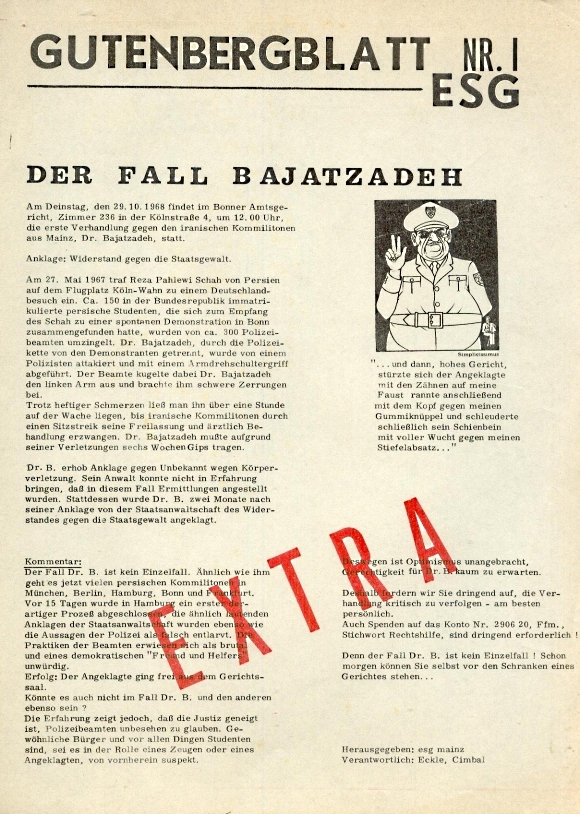 GUTENBERGBLATT NR. 1
ESG
DER FALL BAJATZADEH
Am Deinstag, den 29.10.1968 findet im Bonner Amtsge-
richt, Zimmer 236 in der Kölnstraße 4, um 12.00 Uhr,
die erste Verhandlung gegen den iranischen Kommilitonen
aus Mainz, Dr. Bajatzadeh, statt.
Anklage: Widerstand gegen die Staatsgewalt.
Am 27. Mai 1967 traf Reza Pahlewi Schah von Persien
auf dem Flugplatz Köln-Wahn zu einem Deutschland-
besuch ein. Ca. 150 in der Bundesrepublik immatri-
kulierte persische Studenten, die sich zum Empfang
des Schah zu einer spontanen Demonstration in Bonn
zusammengefunden hatte, wurden von ca. 300 Polizei-
beamten umzingelt. Dr. Bajatzadeh, durch die Polizei-
kette von den Demonstranten getrennt, wurde von einem
Polizisten attakiert und mit einem Armdrehschultergriff
abgeführt. Der Beamte kugelte dabei Dr. Bajatzadeh
den linken Arm aus und brachte ihm schwere Zerrungen
bei.
Trotz heftiger Schmerzen ließ man ihm über eine Stunde
auf der Wache liegen, bis iranische Kommilitonen durch
einen Sitzstreik seine Freilassung und ärztlich Be-
handlung erzwangen. Dr. Bajatzadeh mußte aufgrund
seiner Verletzungen sechs Wochen Gips tragen.
Dr. B. erhob Anklage gegen Unbekannt wegen Körper-
verletzung. Sein Anwalt konnte nicht in Erfahrung
bringen, daß in diesem Fall Ermittlungen angestellt
wurden. Stattdessen wurde Dr. B. zwei Monate nach
seiner Anklage von der Staatsanwaltschaft des Wider-
standes gegen die Staatsgewalt angeklagt.
Simplicissimus
"...und dann, hohes Gericht,
stürzte sich der Angeklagte
mit den Zähnen auf meine
Faust rannte anschließend
mit dem Kopf gegen meinen
Gummiknüppel und schleuderte
schließlich sein Schienbein
mit voller Wucht gegen meinen
Stiefelabsatz..."
EXTRA
Kommentar:
Der Fall Dr. B. ist kein Einzelfall. Ähnlich wie ihm
geht es jetzt vielen persischen Kommilitonen in
München, Berlin, Hamburg, Bonn und Frankfurt.
Vor 15 Tagen wurde in Hamburg ein erster der-
artiger Prozeß abgeschlossen, die ähnlich lautenden
Anklagen der Staatsanwaltschaft wurden ebenso wie
die Aussagen der Polizei als falsch entlarvt. Die
Praktiken der Beamten erwiesen sich als brutal
und eines demokratischen "Freund und Helfers"
unwürdig.
Erfolg: Der Angeklagte ging frei aus dem Gerichts-
saal.
Könnte es auch nicht im Fall Dr. B. und den anderen
ebenso sein ?
Die Erfahrung zeigt jedoch, daß die Justiz geneigt
ist, Polizeibeamten unbesehen zu glauben. Ge-
wöhnliche Bürger und vor allen Dingen Studenten
sind, sei es in der Rolle eines Zeugen oder eines
Angeklagten, von vornherein suspekt.
Deswegen ist Optimismus unangebracht,
Gerechtigkeit für Dr. B. kaum zu erwarten.
Deshalb fordern wir Sie dringend auf, die Ver-
handlung kritisch zu verfolgen - am besten
persönlich.
Auch Spenden auf das Konto Nr. 2906 20, Ffm.,
Stichwort Rechtshilfe, sind dringend erforderlich !
Denn der Fall Dr. B. ist kein Einzelfall ! Schon
morgen können Sie selbst vor den Schranken eines
Gerichtes stehen...
Herausgegeben: esg mainz
Verantwortlich: Eckle, Cimbal